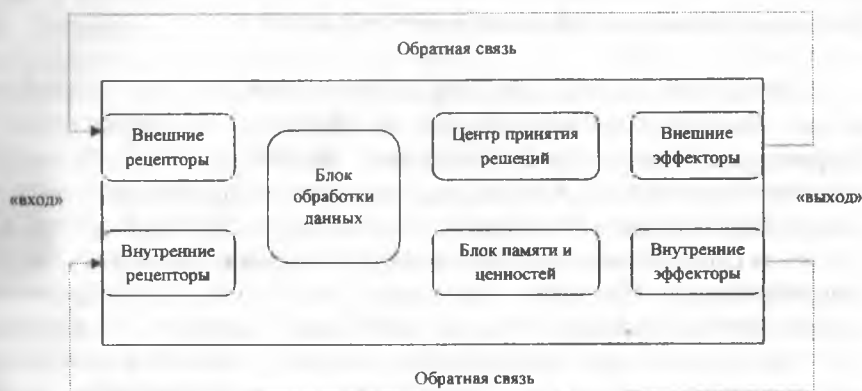 Обратная связь
Внешние
рецепторы
Центр принятия
решений
Внешние
эффекторы
Блок
обработки
данных
«вход»
«выход»
Внутренние
рецепторы
Блок памяти и
ценностей
Внутренние
эффекторы
Обратная связь